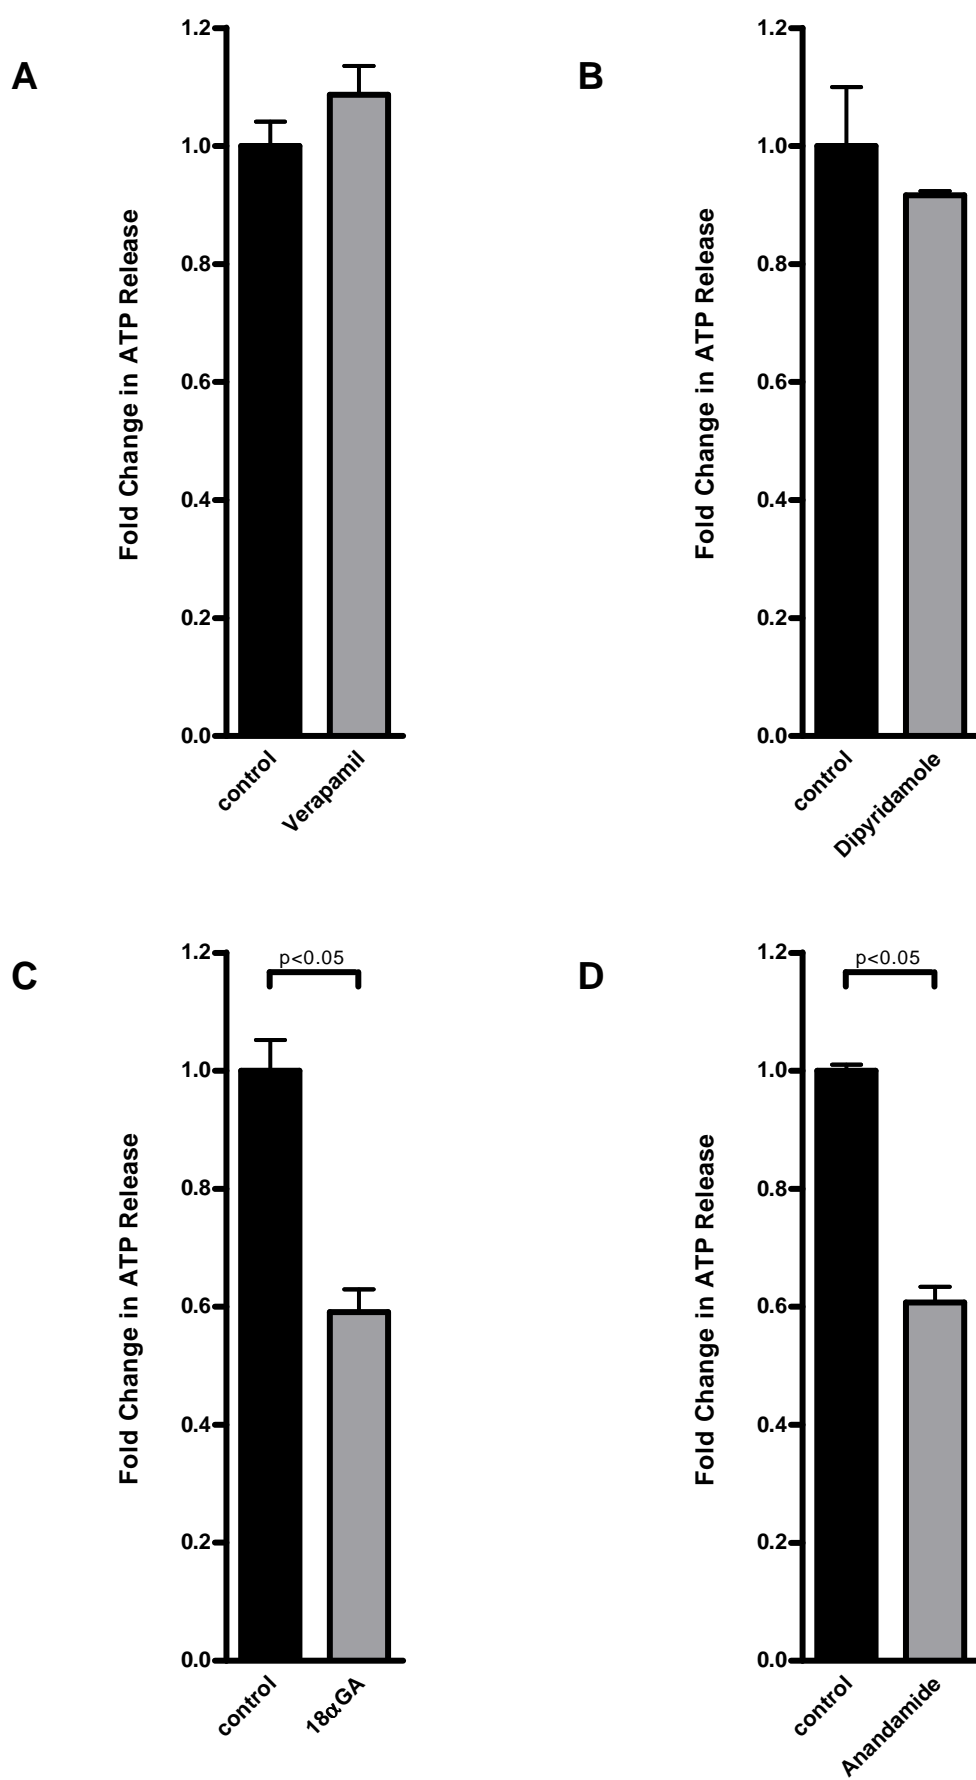 A
Fold Change in ATP Release
1.2
1.0
0.8
0.6
0.4
0.2
0.0
control
Verapamil
B
Fold Change in ATP Release
1.2
1.0
0.8
0.6
0.4
0.2
0.0
control
Dipyridamole
C
Fold Change in ATP Release
1.2
1.0
0.8
0.6
0.4
0.2
0.0
p<0.05
control
18αGA
D
Fold Change in ATP Release
1.2
1.0
0.8
0.6
0.4
0.2
0.0
p<0.05
control
Anandamide